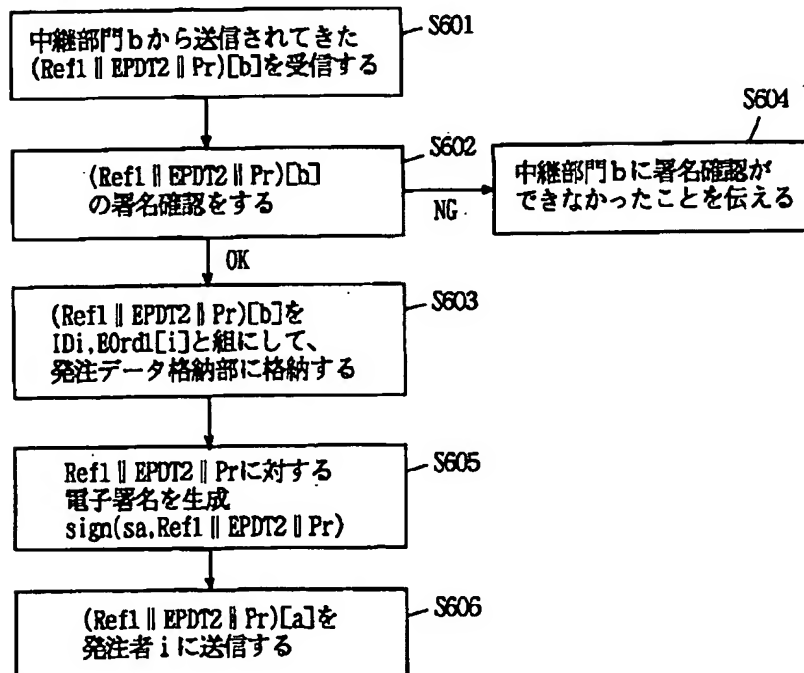 中継部門bから送信されてきた
(Ref1∥EPDT2∥Pr)[b]を受信する
S601
(Ref1∥EPDT2∥Pr)[b]
の署名確認をする
S602
NG
中継部門bに署名確認が
できなかったことを伝える
S604
OK
(Ref1∥EPDT2∥Pr)[b]を
IDi,EOrd1[i]と組にして、
発注データ格納部に格納する
S603
Ref1∥EPDT2∥Prに対する
電子署名を生成
sign(sa,Ref1∥EPDT2∥Pr)
S605
(Ref1∥EPDT2∥Pr)[a]を
発注者iに送信する
S606